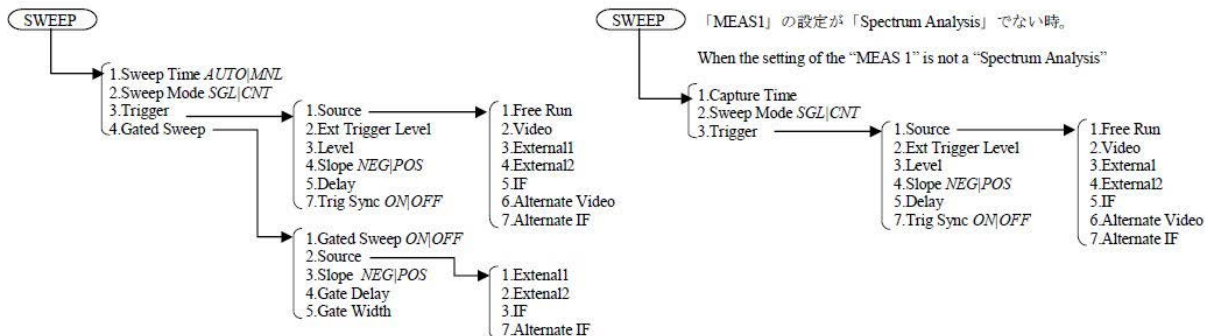 SWEEP
1.Sweep Time AUTO|MNL
2.Sweep Mode SGL|CNT
3.Trigger
4.Gated Sweep
1.Source
2.Ext Trigger Level
3.Level
4.Slope NEG|POS
5.Delay
7.Trig Sync ON|OFF
1.Free Run
2.Video
3.External1
4.External2
5.IF
6.Alternate Video
7.Alternate IF
1.Gated Sweep ON|OFF
2.Source
3.Slope NEG|POS
4.Gate Delay
5.Gate Width
1.Extenal1
2.Extenal2
3.IF
7.Alternate IF
SWEEP
「MEAS1」の設定が「Spectrum Analysis」でない時。
When the setting of the “MEAS 1” is not a “Spectrum Analysis”
1.Capture Time
2.Sweep Mode SGL|CNT
3.Trigger
1.Source
2.Ext Trigger Level
3.Level
4.Slope NEG|POS
5.Delay
7.Trig Sync ON|OFF
1.Free Run
2.Video
3.External
4.External2
5.IF
6.Alternate Video
7.Alternate IF